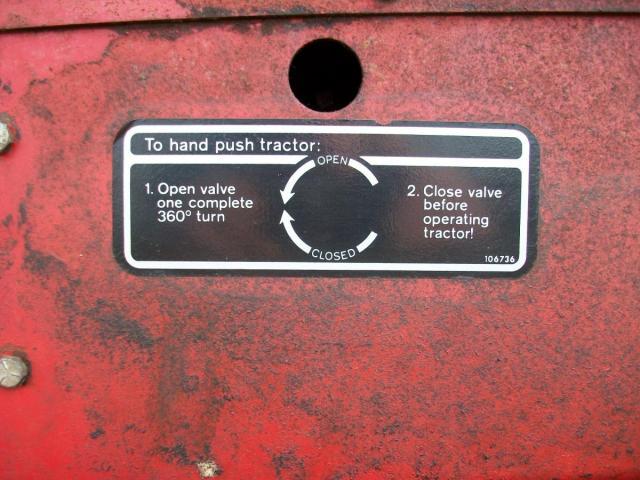 To hand push tractor:
OPEN
1. Open valve
one complete
360° turn
2. Close valve
before
operating
tractor!
CLOSED
106736